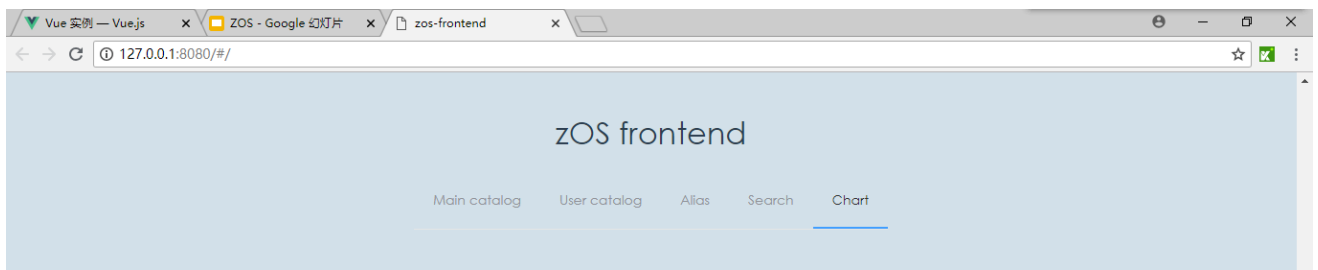 Vue 实例 — Vue.js ZOS - Google 幻灯片 zos-frontend
127.0.0.1:8080/#/
zOS frontend
Main catalog User catalog Alias Search Chart